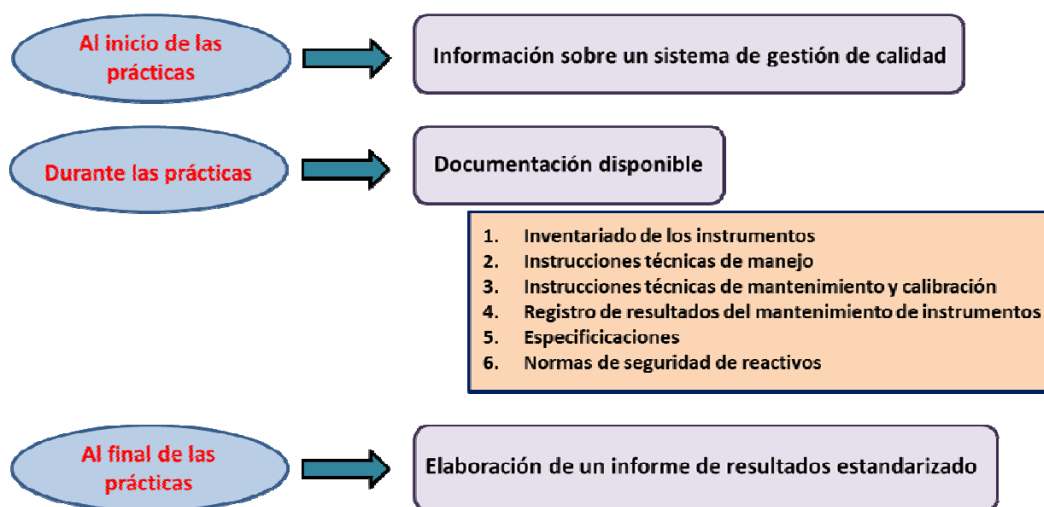 Al inicio de las
prácticas
Información sobre un sistema de gestión de calidad
Durante las prácticas
Documentación disponible
1. Inventariado de los instrumentos
2. Instrucciones técnicas de manejo
3. Instrucciones técnicas de mantenimiento y calibración
4. Registro de resultados del mantenimiento de instrumentos
5. Especificicaciones
6. Normas de seguridad de reactivos
Al final de las
prácticas
Elaboración de un informe de resultados estandarizado